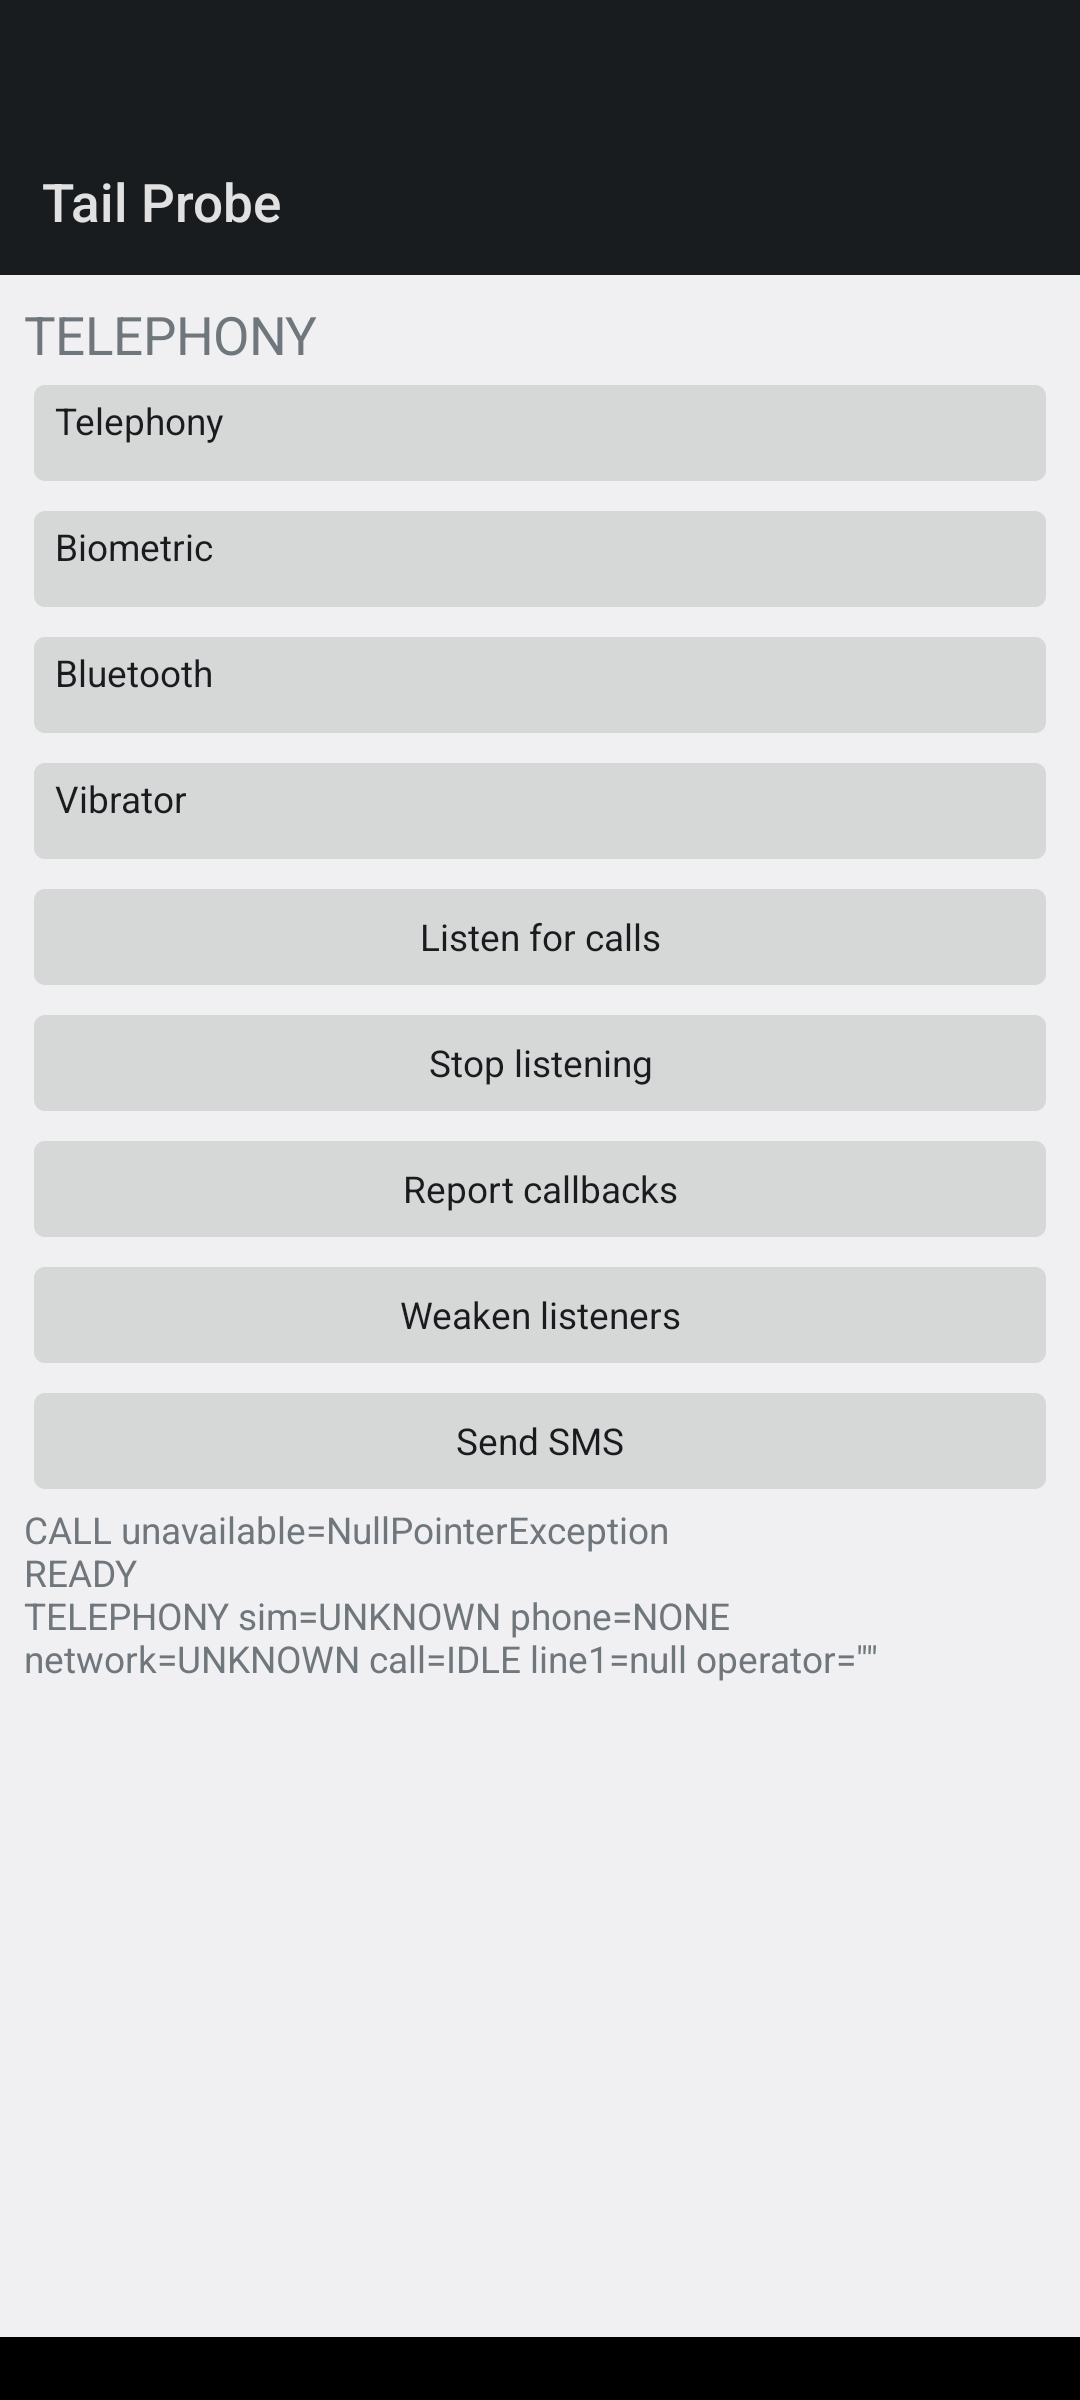 Tail Probe
TELEPHONY
Telephony
Biometric
Bluetooth
Vibrator
Listen for calls
Stop listening
Report callbacks
Weaken listeners
Send SMS
CALL unavailable=NullPointerException
READY
TELEPHONY sim=UNKNOWN phone=NONE
network=UNKNOWN call=IDLE line1=null operator=""